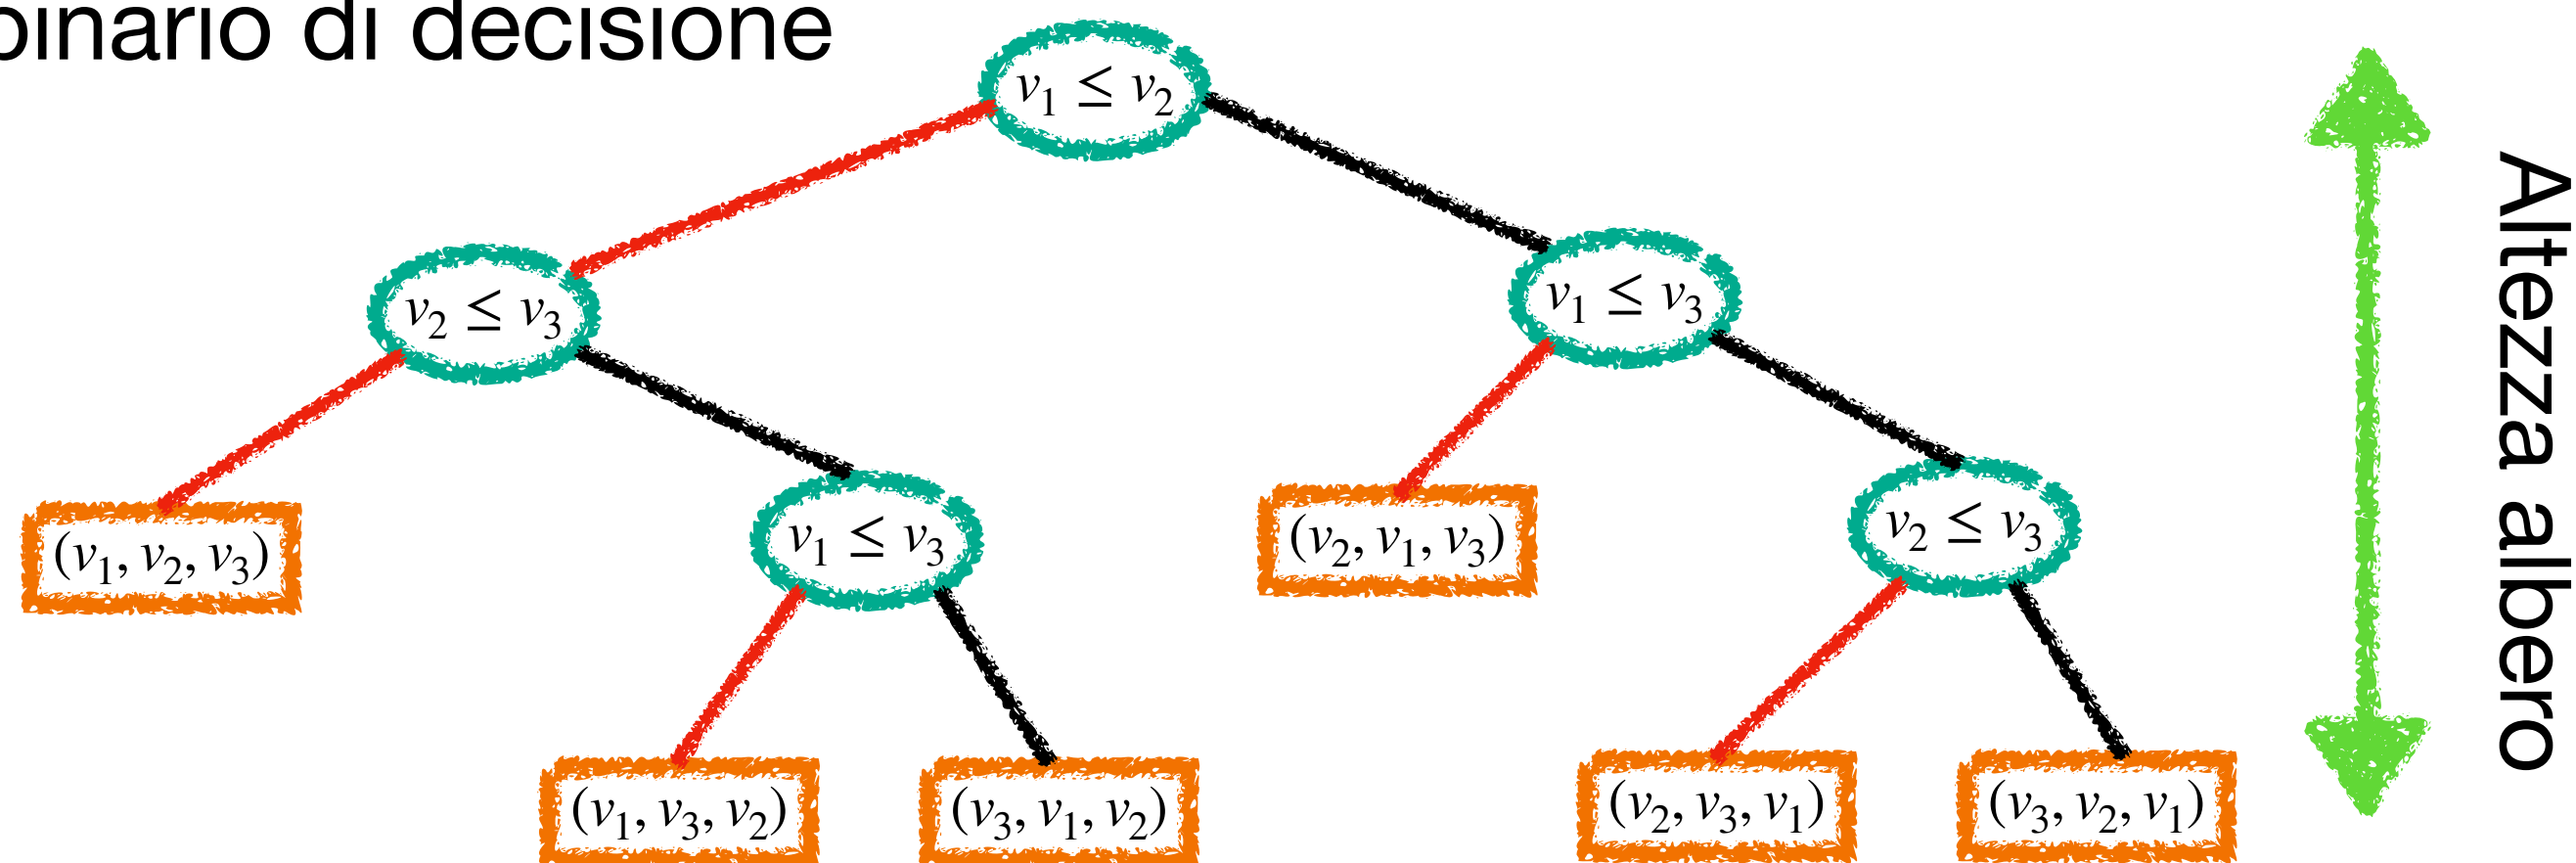 binario di decisione
v₁ ≤ v₂
v₂ ≤ v₃
v₁ ≤ v₃
(v₁, v₂, v₃)
v₁ ≤ v₃
(v₂, v₁, v₃)
v₂ ≤ v₃
(v₁, v₃, v₂)
(v₃, v₁, v₂)
(v₂, v₃, v₁)
(v₃, v₂, v₁)
Altezza albero